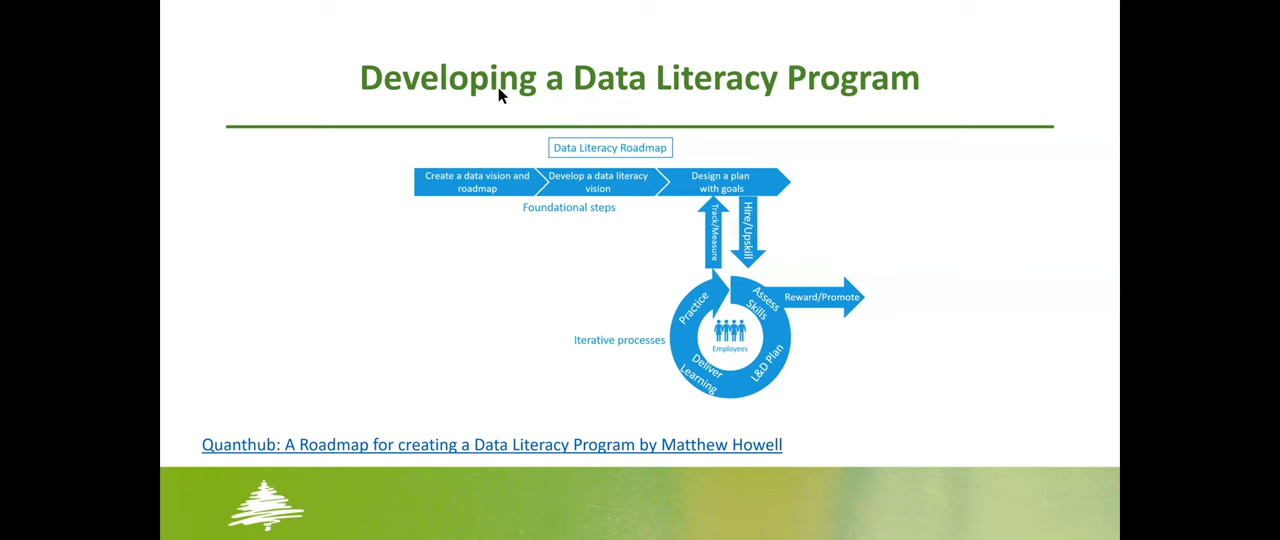 Developing a Data Literacy Program
Data Literacy Roadmap
Create a data vision and
roadmap
Develop a data literacy
vision
Design a plan
with goals
Foundational steps
Track/Measure
Hire/Upskill
Assess
Skills
Reward/Promote
L&D Plan
Deliver
Learning
Practice
Employees
Iterative processes
Quanthub: A Roadmap for creating a Data Literacy Program by Matthew Howell